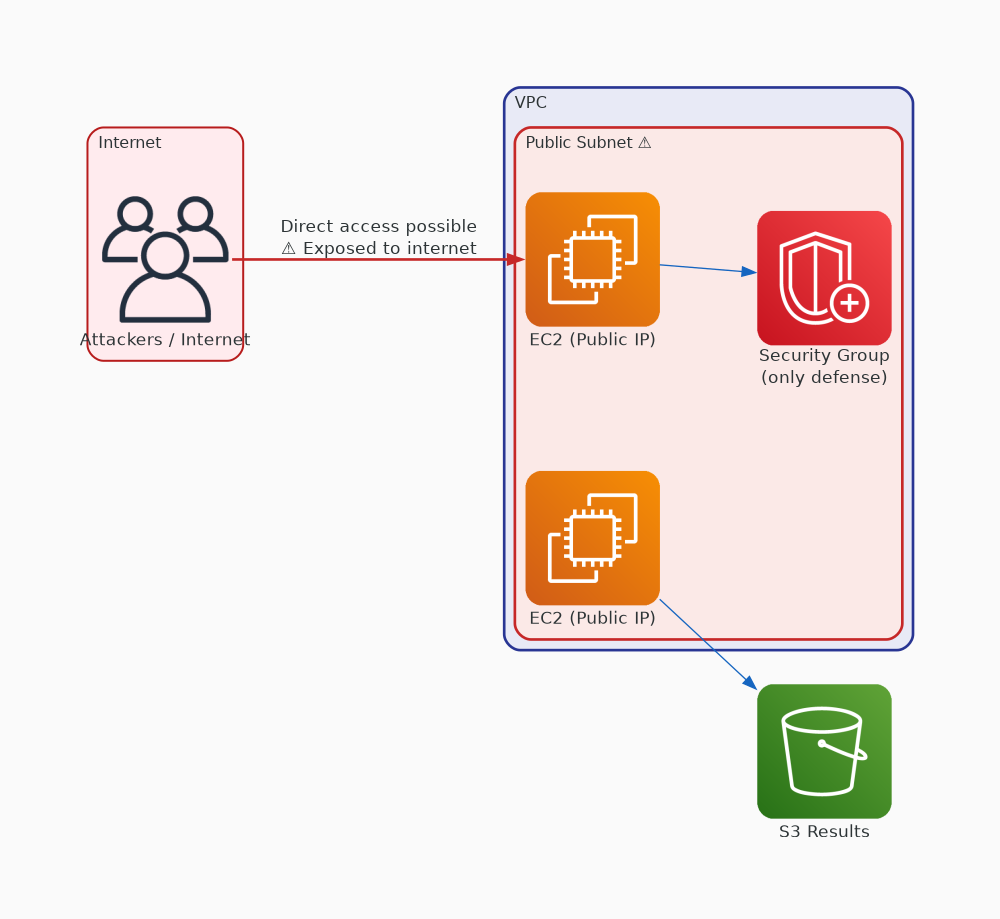 VPC
Internet
Public Subnet ⚠
Direct access possible
⚠ Exposed to internet
Attackers / Internet
EC2 (Public IP)
Security Group
(only defense)
EC2 (Public IP)
S3 Results